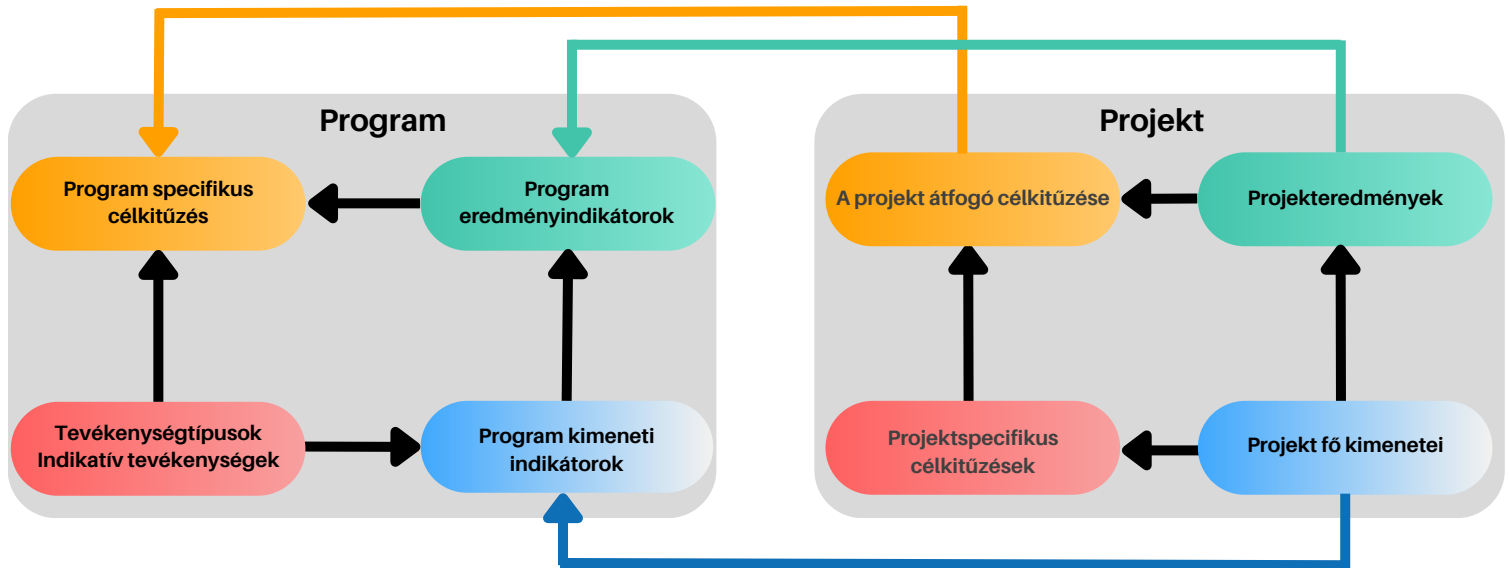 Program
Program specifikus
célkitűzés
Program
eredményindikátorok
Tevékenységtípusok
Indikatív tevékenységek
Program kimeneti
indikátorok
Projekt
A projekt átfogó célkitűzése
Projekteredmények
Projektspecifikus
célkitűzések
Projekt fő kimenetei